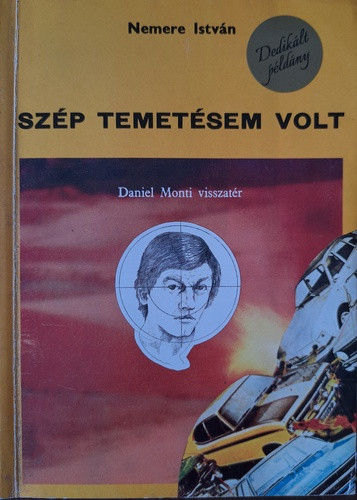 Nemere István
Dedikált
példány
SZÉP TEMETÉSEM VOLT
Daniel Monti visszatér